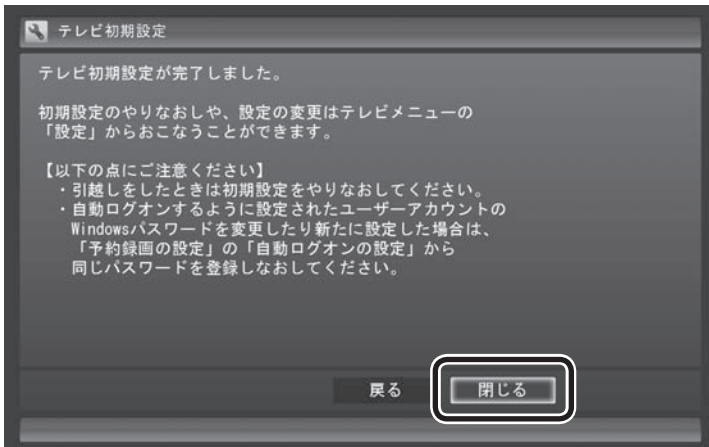 テレビ初期設定
テレビ初期設定が完了しました。
初期設定のやりなおしや、設定の変更はテレビメニューの
「設定」からおこなうことができます。
【以下の点にご注意ください】
・引越しをしたときは初期設定をやりなおしてください。
・自動ログオンするように設定されたユーザーアカウントの
Windowsパスワードを変更したり新たに設定した場合は、
「予約録画の設定」の「自動ログオンの設定」から
同じパスワードを登録しなおしてください。
戻る 閉じる